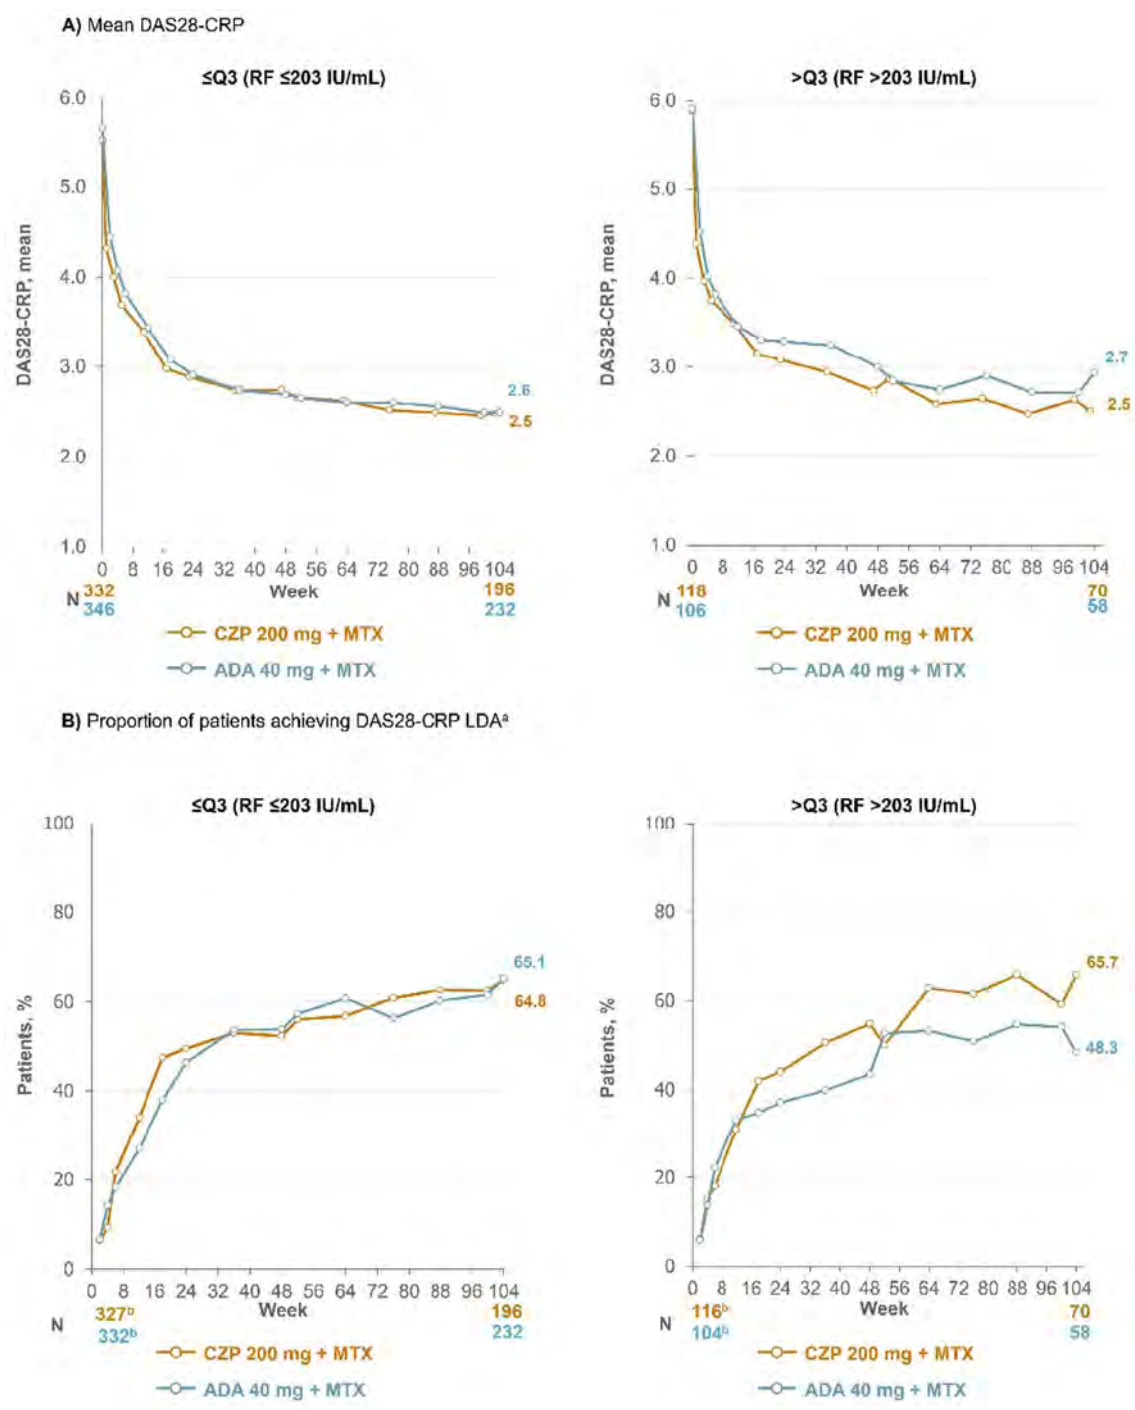 A) Mean DAS28-CRP
≤Q3 (RF ≤203 IU/mL)
6.0
5.0
4.0
3.0
2.0
1.0
DAS28-CRP, mean
2.6
2.5
0 8 16 24 32 40 48 56 64 72 80 88 96 104
Week
N
332
346
196
232
CZP 200 mg + MTX
ADA 40 mg + MTX
>Q3 (RF >203 IU/mL)
6.0
5.0
4.0
3.0
2.0
1.0
DAS28-CRP, mean
2.7
2.5
0 8 16 24 32 40 48 56 64 72 80 88 96 104
Week
N
118
106
70
58
CZP 200 mg + MTX
ADA 40 mg + MTX
B) Proportion of patients achieving DAS28-CRP LDAᵃ
≤Q3 (RF ≤203 IU/mL)
100
80
60
40
20
0
Patients, %
65.1
64.8
0 8 16 24 32 40 48 56 64 72 80 88 96 104
Week
N
327ᵇ
332ᵇ
196
232
CZP 200 mg + MTX
ADA 40 mg + MTX
>Q3 (RF >203 IU/mL)
100
80
60
40
20
0
Patients, %
65.7
48.3
0 8 16 24 32 40 48 56 64 72 80 88 96 104
Week
N
116ᵇ
104ᵇ
70
58
CZP 200 mg + MTX
ADA 40 mg + MTX